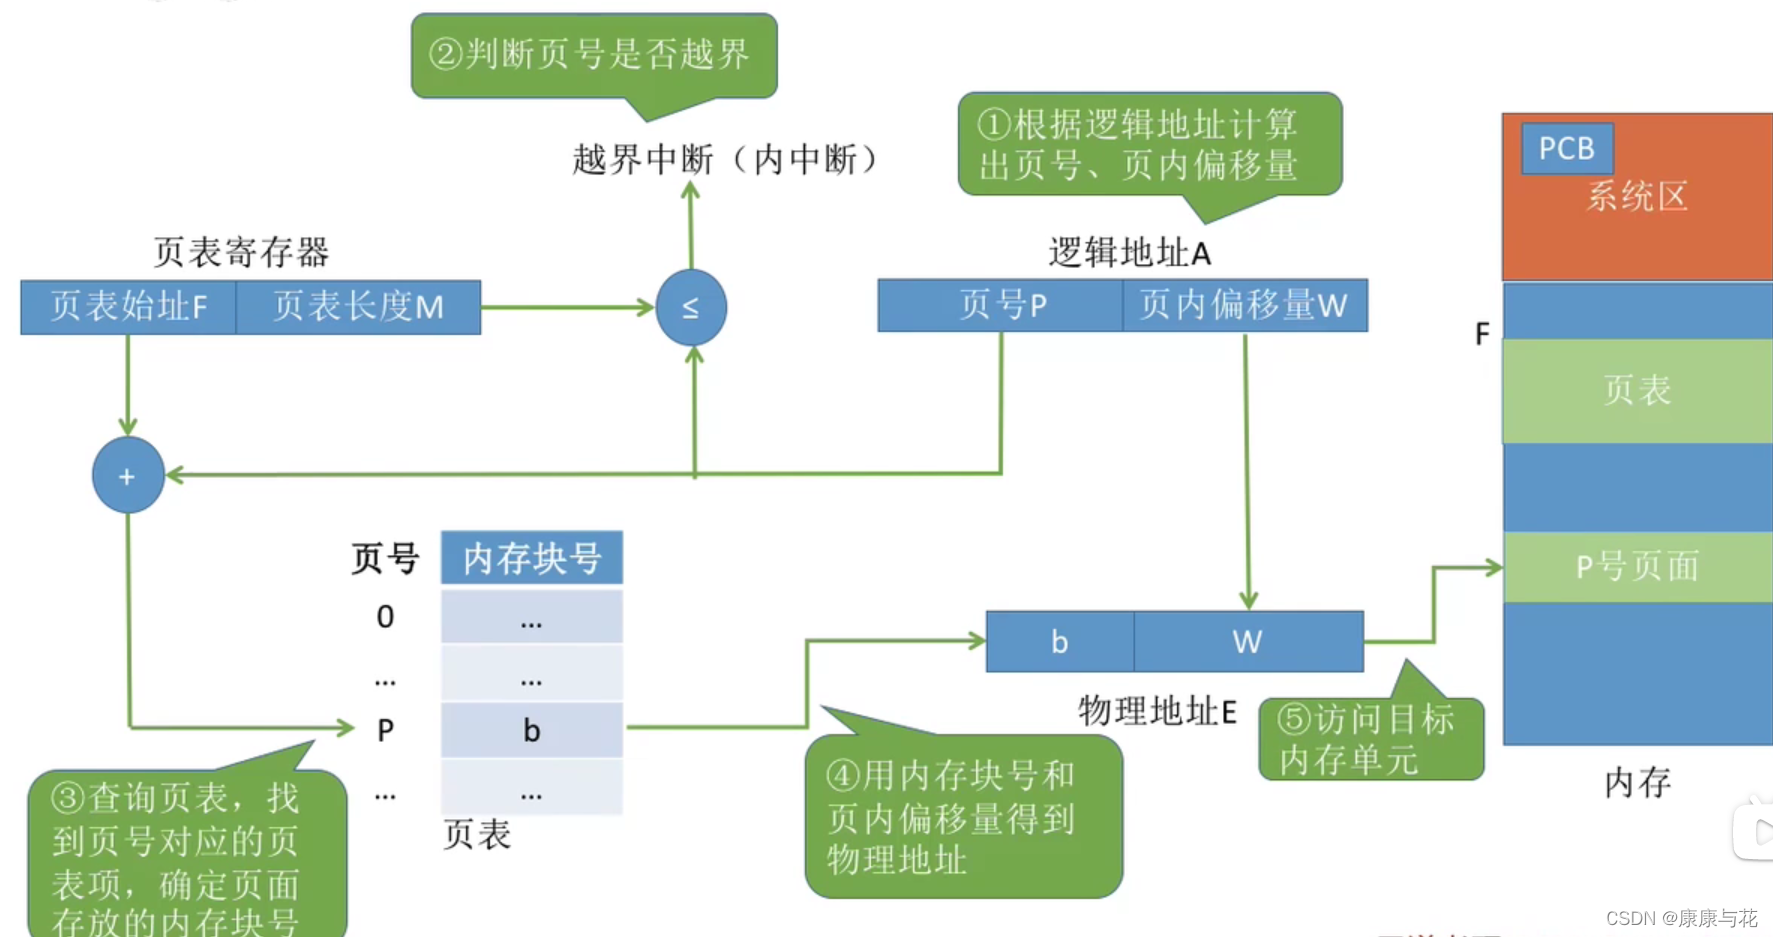 ②判断页号是否越界
①根据逻辑地址计算
出页号、页内偏移量
越界中断（内中断）
PCB
系统区
页表寄存器
逻辑地址A
页表始址F
页表长度M
≤
页号P
页内偏移量W
F
页表
+
页号
内存块号
P号页面
0
...
...
...
b
W
P
b
物理地址E
⑤访问目标
内存单元
...
...
页表
③查询页表，找
到页号对应的页
表项，确定页面
存放的内存块号
④用内存块号和
页内偏移量得到
物理地址
内存
CSDN @康康与花